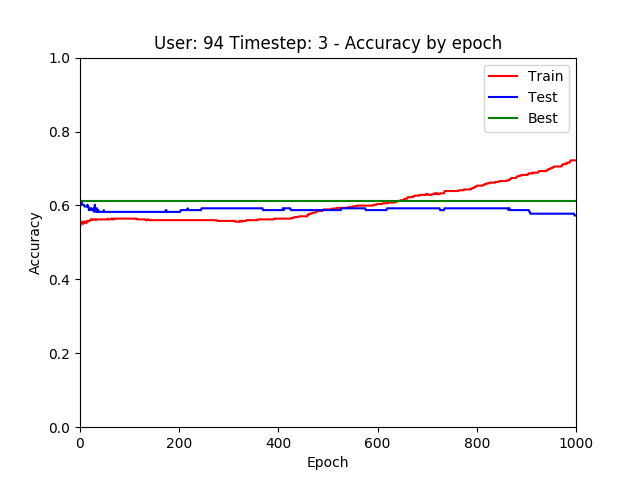 User: 94 Timestep: 3 - Accuracy by epoch
Train
Test
Best
Accuracy
1.0
0.8
0.6
0.4
0.2
0.0
0 200 400 600 800 1000
Epoch